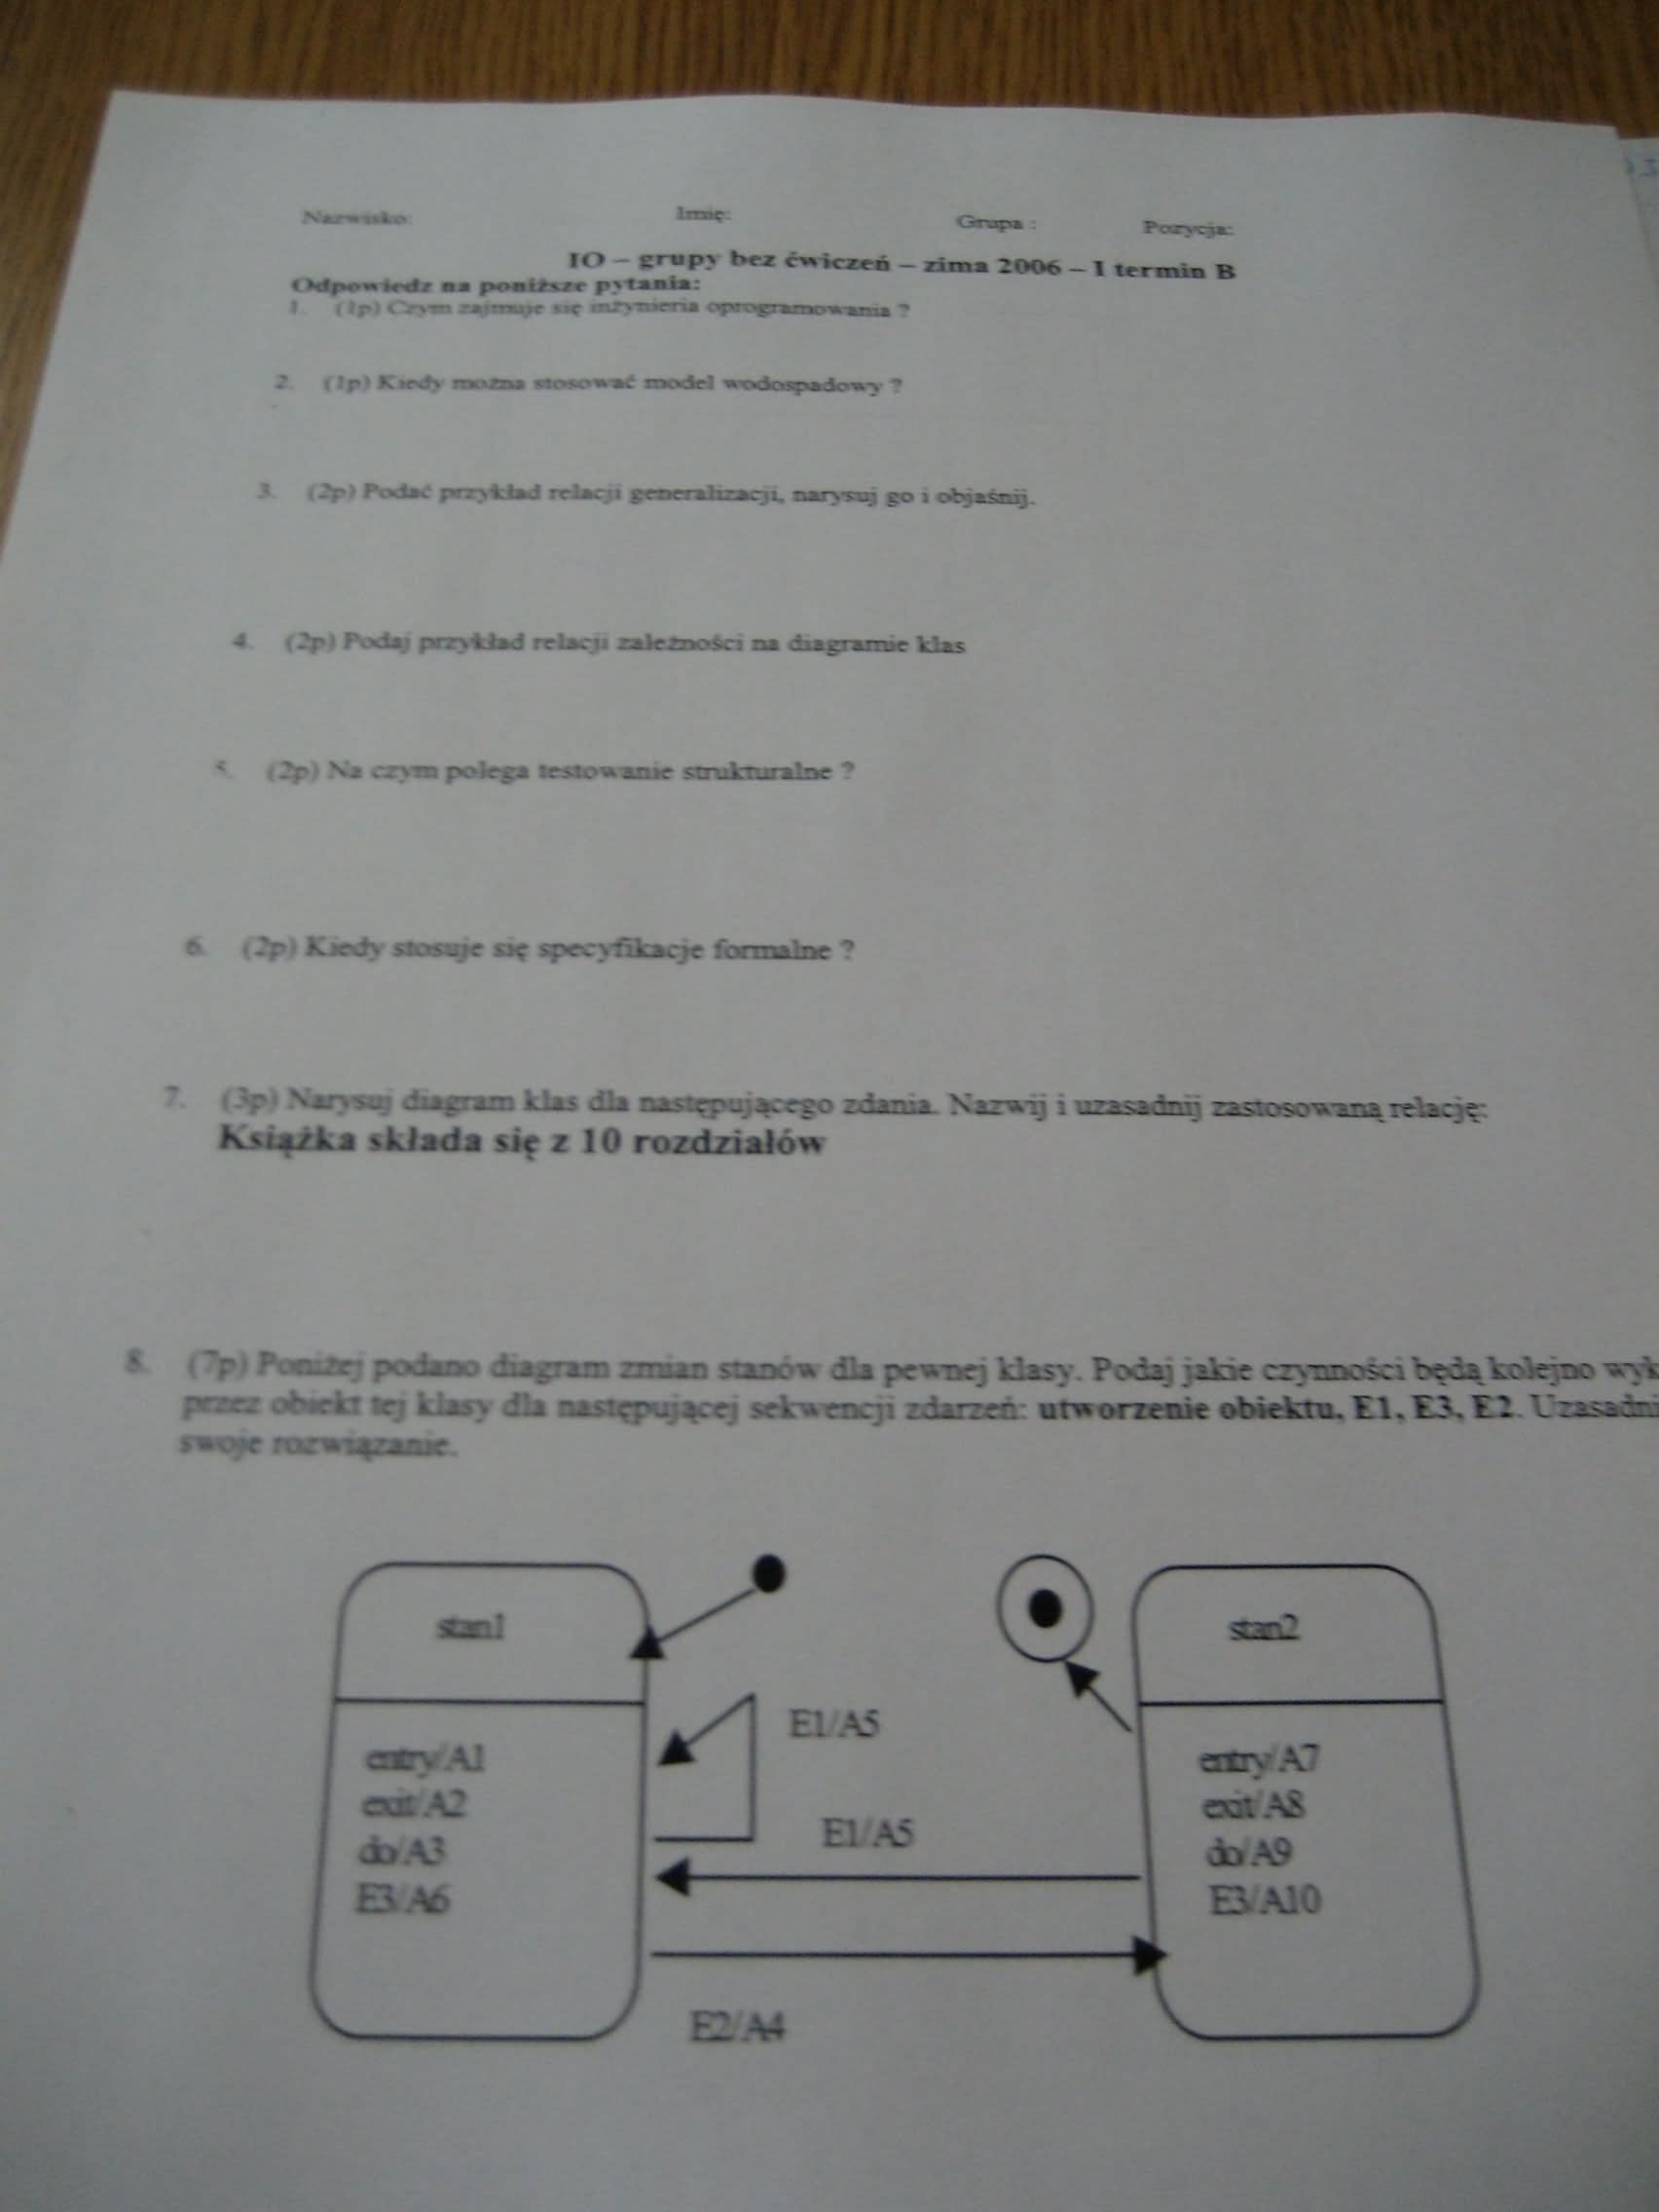 Nazwisko: Imię: Grupa : Pozycja:
IO – grupy bez ćwiczeń – zima 2006 – I termin B
Odpowiedz na poniższe pytania:
1. (1p) Czym zajmuje się inżynieria oprogramowania ?
2. (1p) Kiedy można stosować model wodospadowy ?
3. (2p) Podać przykład relacji generalizacji, narysuj go i objaśnij.
4. (2p) Podaj przykład relacji zależności na diagramie klas
5. (2p) Na czym polega testowanie strukturalne ?
6. (2p) Kiedy stosuje się specyfikacje formalne ?
7. (3p) Narysuj diagram klas dla następującego zdania. Nazwij i uzasadnij zastosowaną relację:
Książka składa się z 10 rozdziałów
8. (7p) Poniżej podano diagram zmian stanów dla pewnej klasy. Podaj jakie czynności będą kolejno wyk
przez obiekt tej klasy dla następującej sekwencji zdarzeń: utworzenie obiektu, E1, E3, E2. Uzasadni
swoje rozwiązanie.
stan1
entry/A1
exit/A2
do/A3
E3/A6
E1/A5
E1/A5
E2/A4
stan2
entry/A7
exit/A8
do/A9
E3/A10